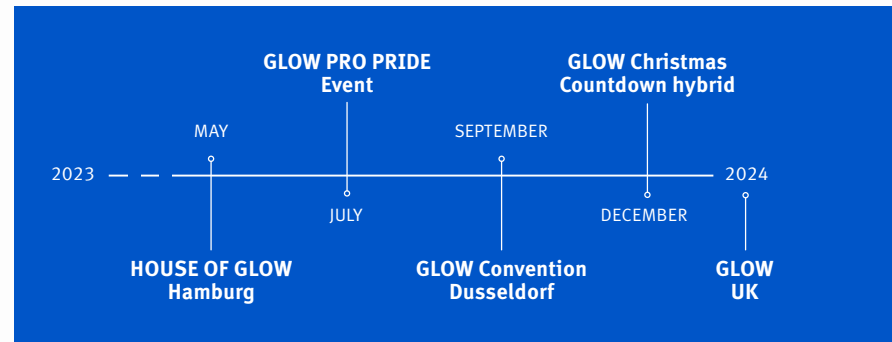 GLOW PRO PRIDE
Event
GLOW Christmas
Countdown hybrid
MAY
SEPTEMBER
2023
2024
JULY
DECEMBER
HOUSE OF GLOW
Hamburg
GLOW Convention
Dusseldorf
GLOW
UK